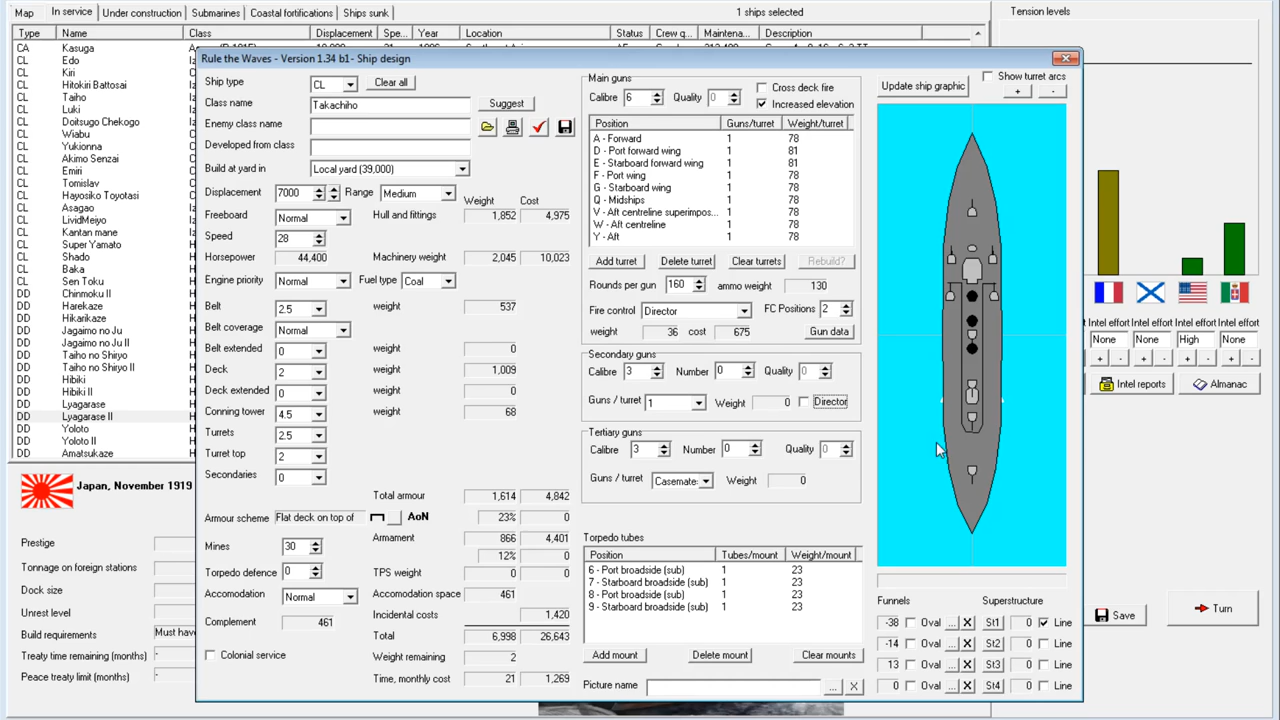 Map In service Under construction Submarines Coastal fortifications Ships sunk 1 ships selected Tension levels
Type Name Class Displacement Spe... Year Location Status Crew q... Maintena... Description
CA Kasuga
CL Edo
CL Kiri
CL Hitokiri Battosai
CL Taiho
CL Luki
CL Doitsugo Chekogo
CL Wiabu
CL Yukionna
CL Akimo Senzai
CL Emiri
CL Tomislav
CL Hayosiko Toyotasi
CL Asagao
CL LividMeiyo
CL Kantan mane
CL Super Yamato
CL Shado
CL Baka
CL Sen Toku
DD Chinmoku II
DD Harekaze
DD Hikarikaze
DD Jagaimo no Ju
DD Jagaimo no Ju II
DD Taiho no Shiryo
DD Taiho no Shiryo II
DD Hibiki
DD Hibiki II
DD Lyagarase
DD Lyagarase II
DD Yoloto
DD Yoloto II
DD Amatsukaze
Japan, November 1919
Prestige
Tonnage on foreign stations
Dock size
Unrest level
Build requirements Must have
Treaty time remaining (months) -
Peace treaty limit (months) -
Rule the Waves - Version 1.34 b1- Ship design
Ship type CL Clear all
Class name Takachiho Suggest
Enemy class name
Developed from class
Build at yard in Local yard (39,000)
Displacement 7000 Range Medium Weight Cost
Freeboard Normal Hull and fittings 1,852 4,975
Speed 28
Horsepower 44,400 Machinery weight 2,045 10,023
Engine priority Normal Fuel type Coal
Belt 2.5 weight 537
Belt coverage Normal
Belt extended 0 weight 0
Deck 2 weight 1,009
Deck extended 0 weight 0
Conning tower 4.5 weight 68
Turrets 2.5
Turret top 2
Secondaries 0
Total armour 1,614 4,842
Armour scheme Flat deck on top of AoN 23% 0
Mines 30 Armament 866 4,401
12% 0
Torpedo defence 0 TPS weight 0 0
Accomodation Normal Accomodation space 461
Complement 461 Incidental costs 1,420
Total 6,998 26,643
Colonial service Weight remaining 2
Time, monthly cost 21 1,269
Main guns
Calibre 6 Quality 0 Cross deck fire
Increased elevation
Position Guns/turret Weight/turret
A - Forward 1 78
D - Port forward wing 1 81
E - Starboard forward wing 1 81
F - Port wing 1 78
G - Starboard wing 1 78
Q - Midships 1 78
V - Aft centreline superimpos... 1 78
W - Aft centreline 1 78
Y - Aft 1 78
Add turret Delete turret Clear turrets Rebuild?
Rounds per gun 160 ammo weight 130
Fire control Director FC Positions 2
weight 36 cost 675 Gun data
Secondary guns
Calibre 3 Number 0 Quality 0
Guns / turret 1 Weight 0 Director
Tertiary guns
Calibre 3 Number 0 Quality 0
Guns / turret Casemate: Weight 0
Torpedo tubes
Position Tubes/mount Weight/mount
6 - Port broadside (sub) 1 23
7 - Starboard broadside (sub) 1 23
8 - Port broadside (sub) 1 23
9 - Starboard broadside (sub) 1 23
Add mount Delete mount Clear mounts
Picture name ... X
Update ship graphic Show turret arcs
+ -
Funnels Superstructure
-38 Oval ... X St1 0 Line
-14 Oval ... X St2 0 Line
13 Oval ... X St3 0 Line
0 Oval ... X St4 0 Line
Intel effort Intel effort Intel effort Intel effort
None None High None
+ - + - + - + -
Intel reports Almanac
Save Turn